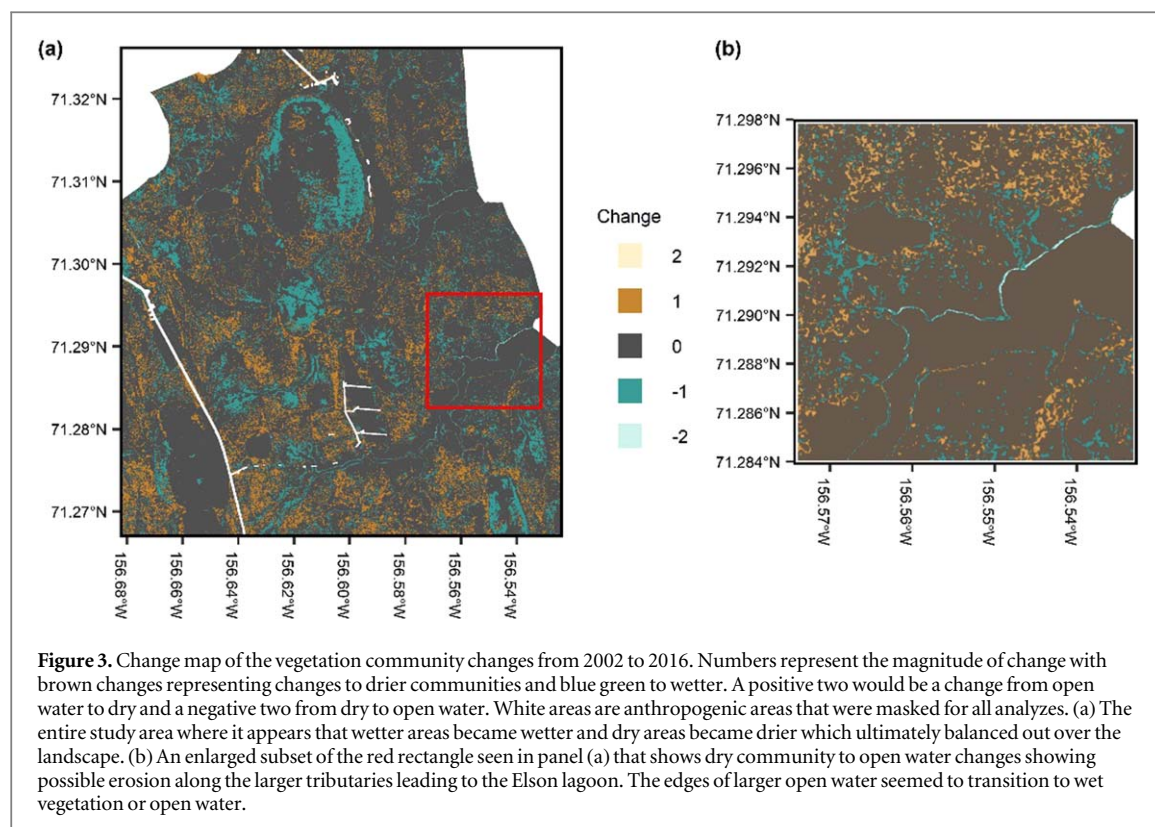 (a)
71.32°N
71.31°N
71.30°N
71.29°N
71.28°N
71.27°N
156.68°W
156.66°W
156.64°W
156.62°W
156.60°W
156.58°W
156.56°W
156.54°W
Change
2
1
0
-1
-2
(b)
71.298°N
71.296°N
71.294°N
71.292°N
71.290°N
71.288°N
71.286°N
71.284°N
156.57°W
156.56°W
156.55°W
156.54°W
Figure 3. Change map of the vegetation community changes from 2002 to 2016. Numbers represent the magnitude of change with
brown changes representing changes to drier communities and blue green to wetter. A positive two would be a change from open
water to dry and a negative two from dry to open water. White areas are anthropogenic areas that were masked for all analyzes. (a) The
entire study area where it appears that wetter areas became wetter and dry areas became drier which ultimately balanced out over the
landscape. (b) An enlarged subset of the red rectangle seen in panel (a) that shows dry community to open water changes showing
possible erosion along the larger tributaries leading to the Elson lagoon. The edges of larger open water seemed to transition to wet
vegetation or open water.